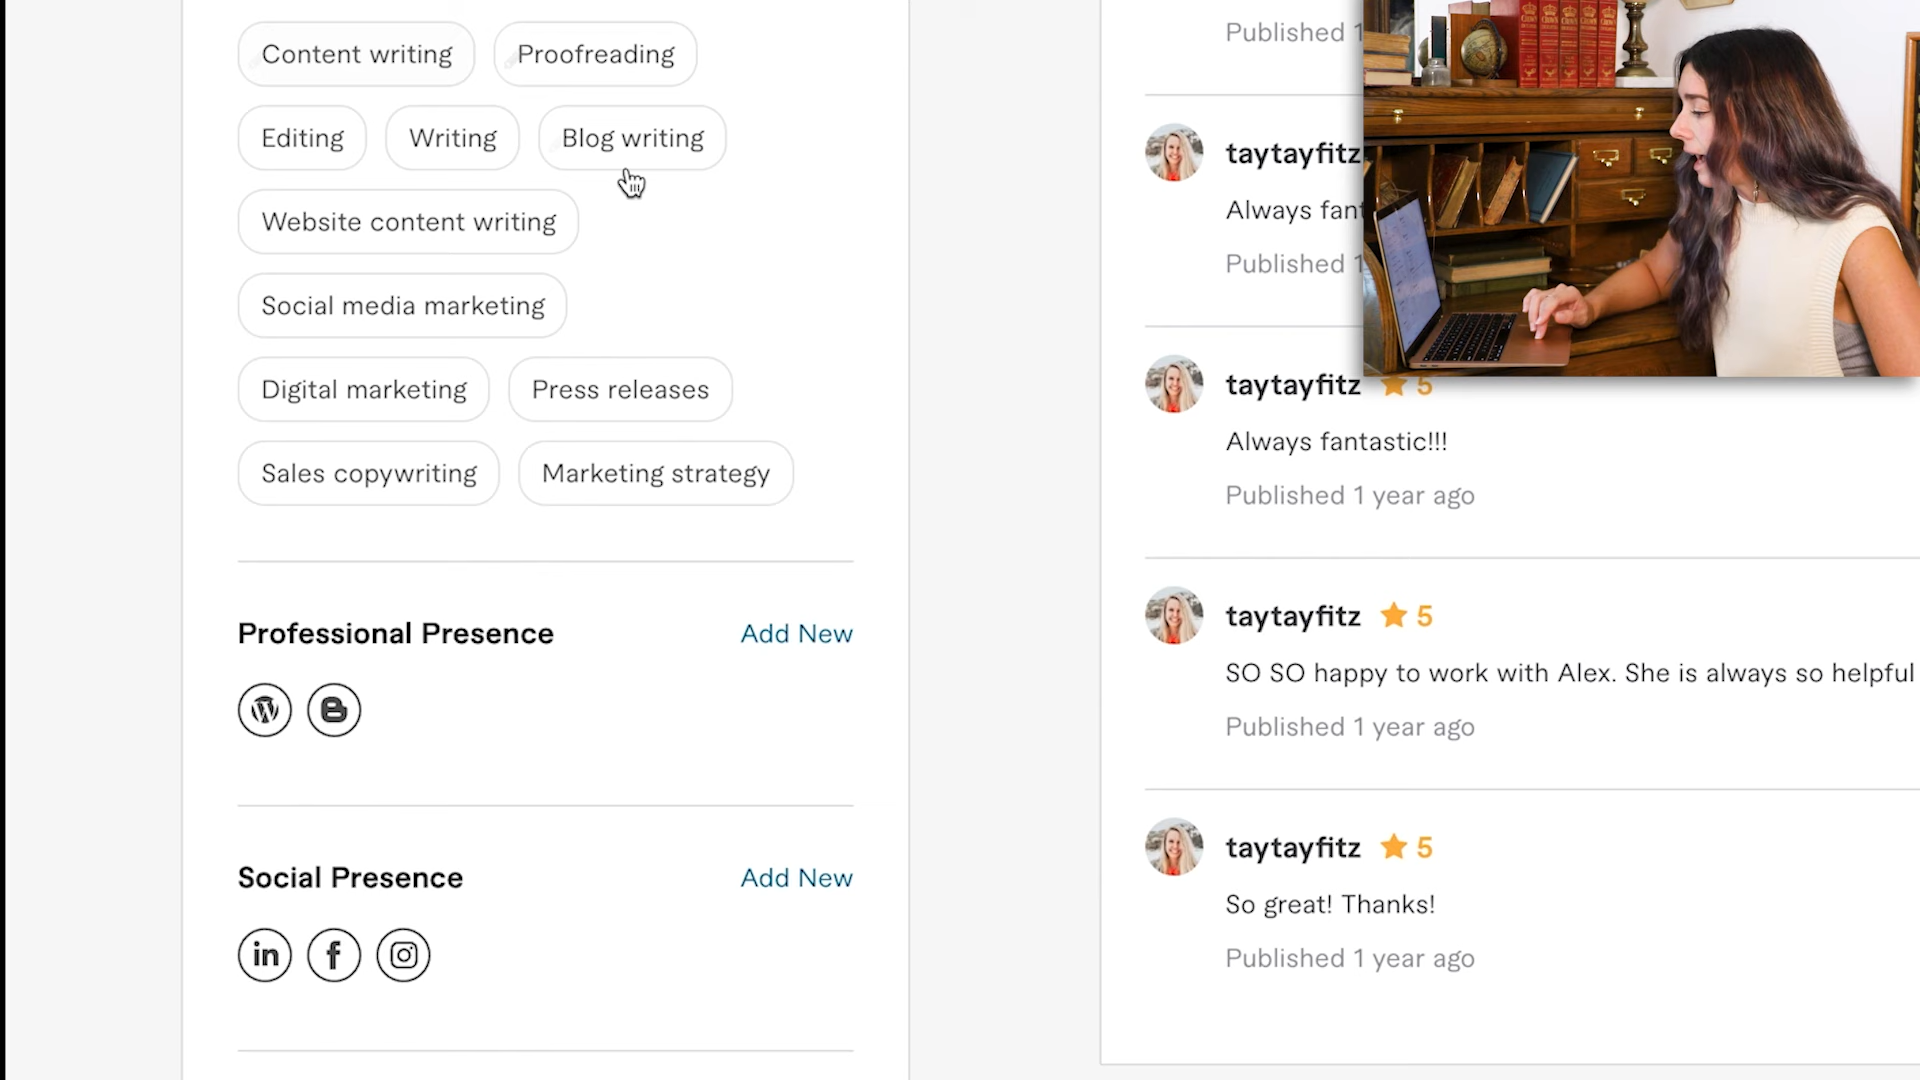 Content writing
Proofreading
Editing
Writing
Blog writing
Website content writing
Social media marketing
Digital marketing
Press releases
Sales copywriting
Marketing strategy
Professional Presence
Add New
Social Presence
Add New
Published 1
taytayfitz
Always fant
Published 1
taytayfitz 5
Always fantastic!!!
Published 1 year ago
taytayfitz 5
SO SO happy to work with Alex. She is always so helpful
Published 1 year ago
taytayfitz 5
So great! Thanks!
Published 1 year ago